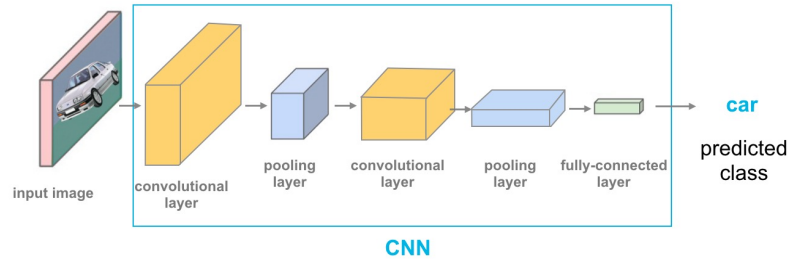 input image
convolutional
layer
pooling
layer
convolutional
layer
pooling
layer
fully-connected
layer
car
predicted
class
CNN